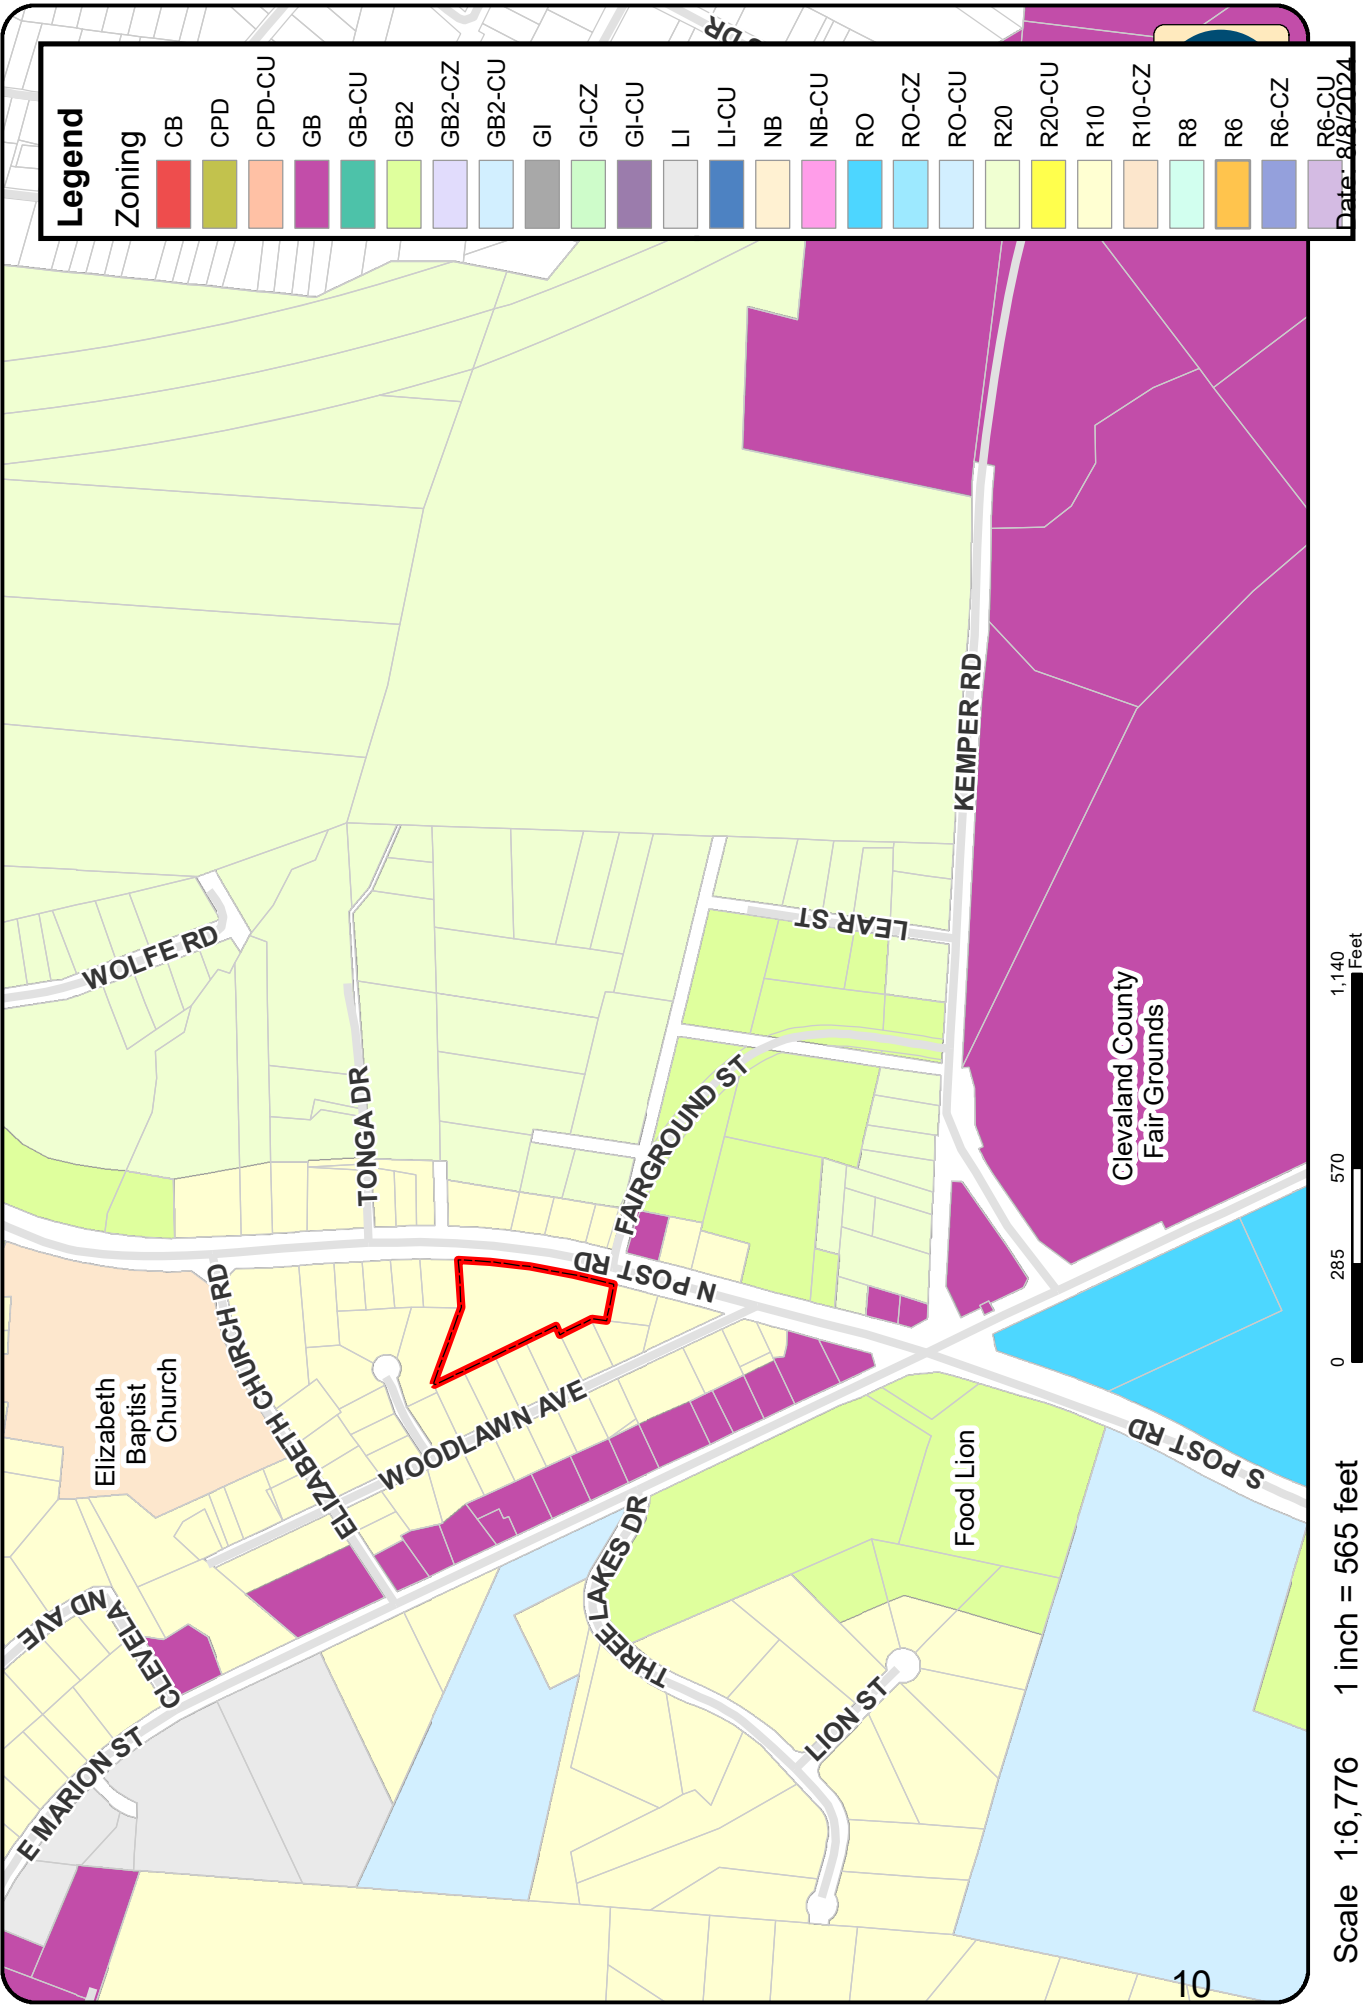 Legend
Zoning
CB
CPD
CPD-CU
GB
GB-CU
GB2
GB2-CZ
GB2-CU
GI
GI-CZ
GI-CU
LI
LI-CU
NB
NB-CU
RO
RO-CZ
RO-CU
R20
R20-CU
R10
R10-CZ
R8
R6
R6-CZ
R6-CU
Date: 8/8/2024
DR
WOLFE RD
TONGA DR
LEAR ST
KEMPER RD
FAIRGROUND ST
N POST RD
Elizabeth
Baptist
Church
ELIZABETH CHURCH RD
WOODLAWN AVE
CLEVELAND AVE
E MARION ST
THREE LAKES DR
LION ST
Food Lion
S POST RD
Clevaland County
Fair Grounds
10
Scale 1:6,776 1 inch = 565 feet
0 285 570 1,140
Feet